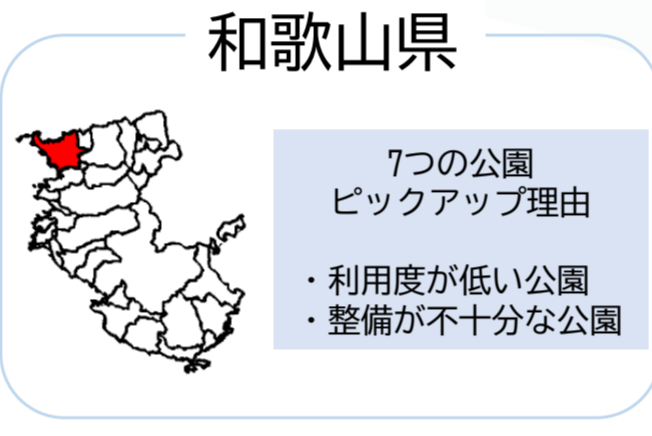 和歌山県
7つの公園
ピックアップ理由
・利用度が低い公園
・整備が不十分な公園